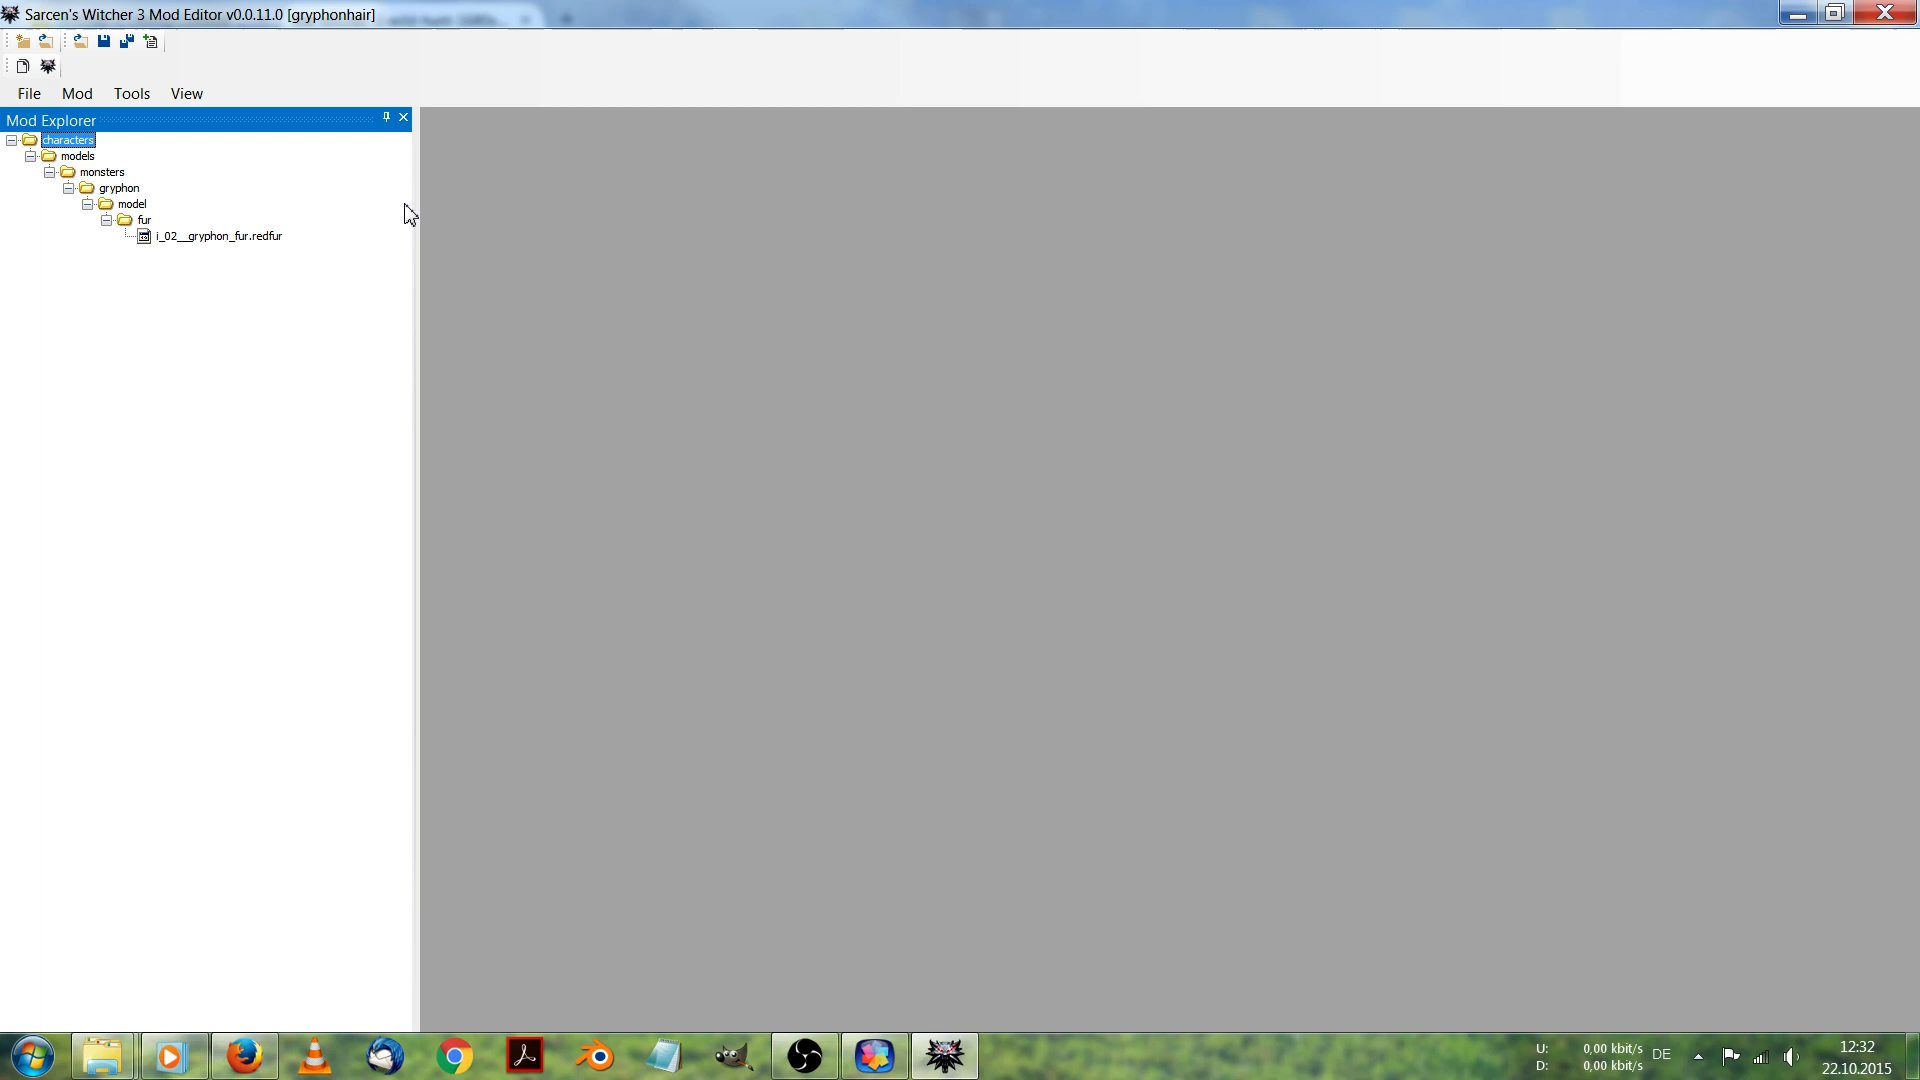 Sarcen's Witcher 3 Mod Editor v0.0.11.0 [gryphonhair]
File Mod Tools View
Mod Explorer
characters
models
monsters
gryphon
model
fur
i_02__gryphon_fur.redfur
U: 0,00 kbit/s
D: 0,00 kbit/s
DE
12:32
22.10.2015